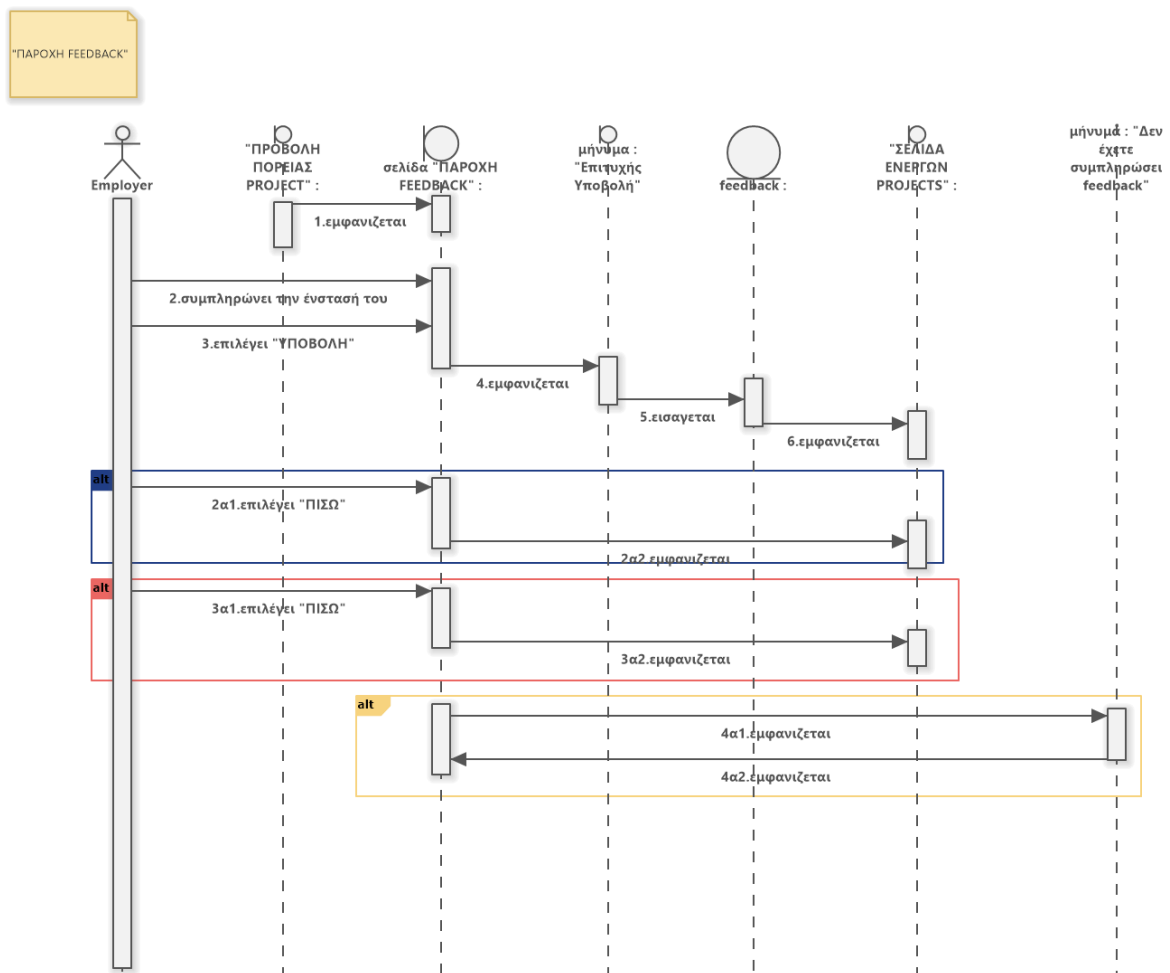 "ΠΑΡΟΧΗ FEEDBACK"
Employer
"ΠΡΟΒΟΛΗ
ΠΟΡΕΙΑΣ
PROJECT" :
σελίδα "ΠΑΡΟΧΗ
FEEDBACK" :
μήνυμα :
"Επιτυχής
Υποβολή"
feedback :
"ΣΕΛΙΔΑ
ΕΝΕΡΓΩΝ
PROJECTS" :
μήνυμα : "Δεν
έχετε
συμπληρώσει
feedback"
1.εμφανιζεται
2.συμπληρώνει την ένστασή του
3.επιλέγει "ΥΠΟΒΟΛΗ"
4.εμφανιζεται
5.εισαγεται
6.εμφανιζεται
alt
2α1.επιλέγει "ΠΙΣΩ"
2α2.εμφανιζεται
alt
3α1.επιλέγει "ΠΙΣΩ"
3α2.εμφανιζεται
alt
4α1.εμφανιζεται
4α2.εμφανιζεται